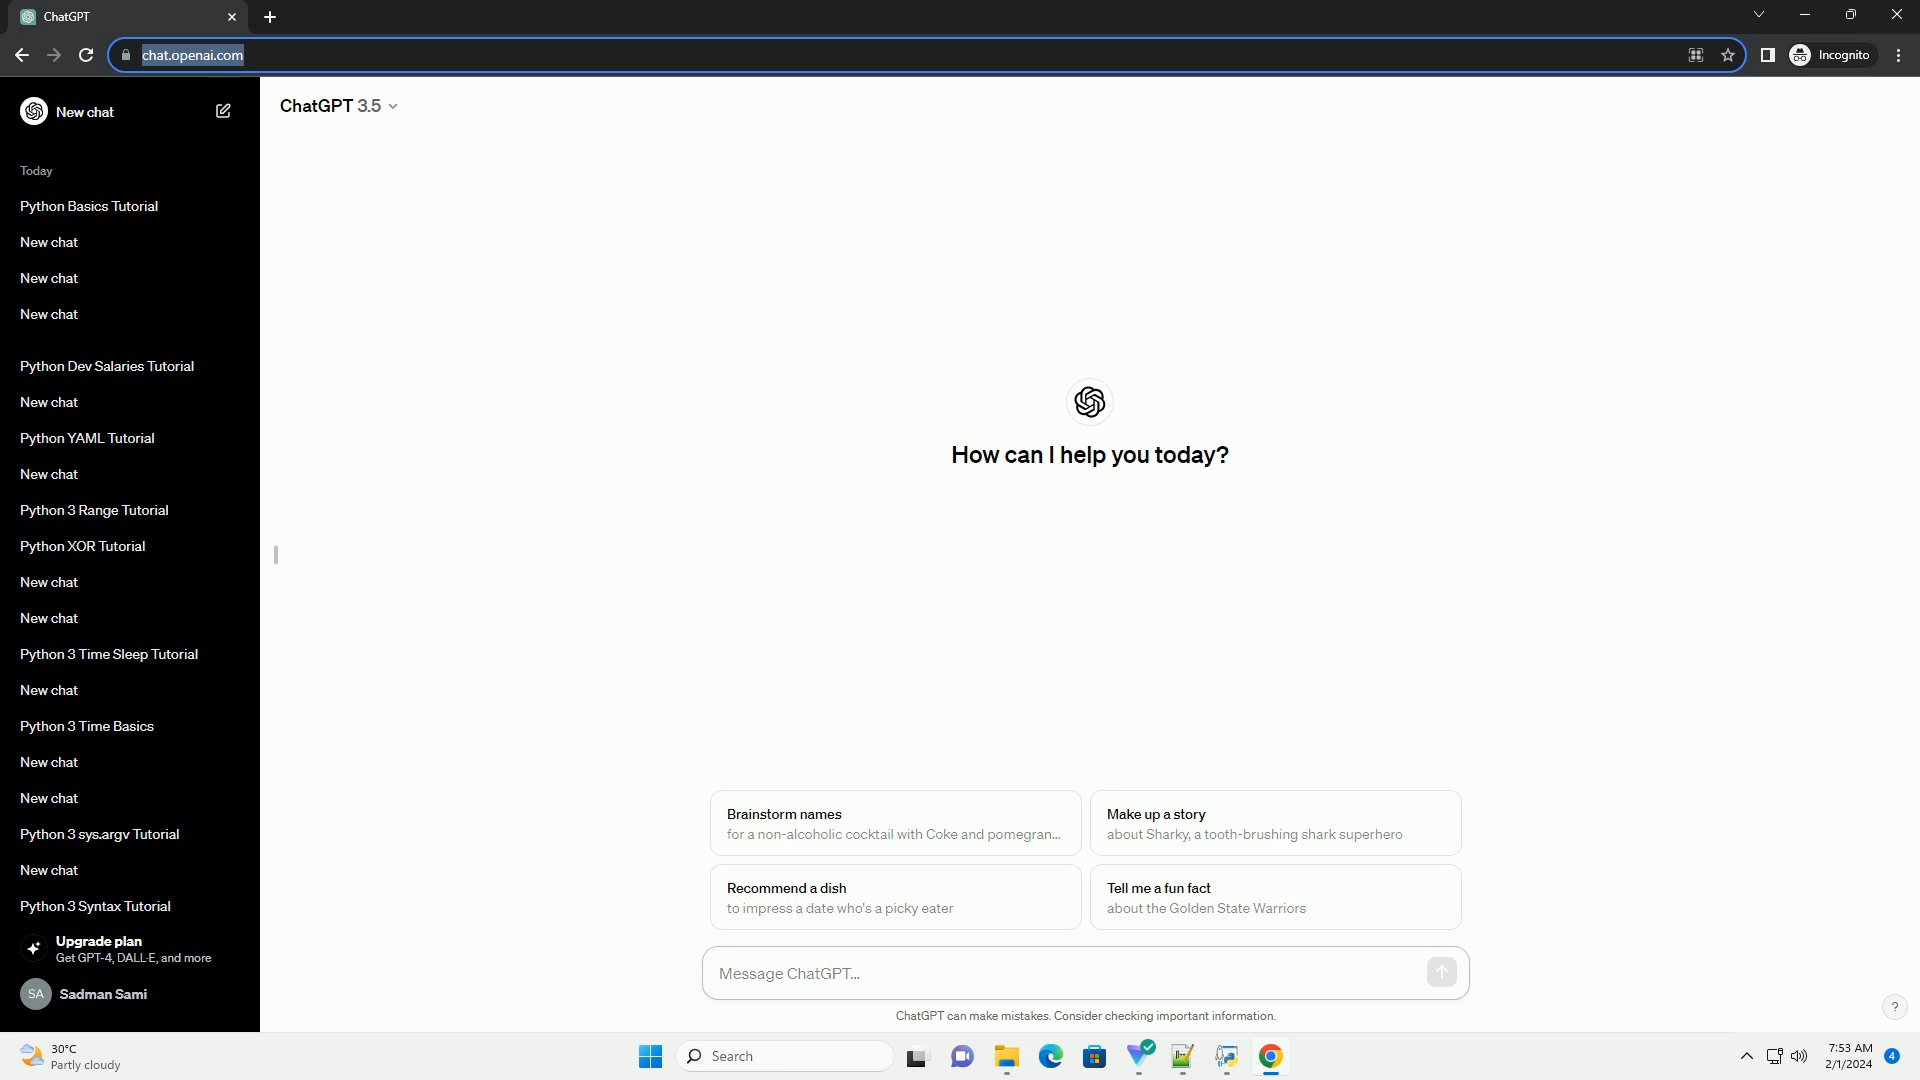 ChatGPT
chat.openai.com
Incognito
New chat
ChatGPT 3.5
Today
Python Basics Tutorial
New chat
New chat
New chat
Python Dev Salaries Tutorial
New chat
Python YAML Tutorial
New chat
Python 3 Range Tutorial
Python XOR Tutorial
New chat
New chat
Python 3 Time Sleep Tutorial
New chat
Python 3 Time Basics
New chat
New chat
Python 3 sys.argv Tutorial
New chat
Python 3 Syntax Tutorial
Upgrade plan
Get GPT-4, DALL·E, and more
SA
Sadman Sami
How can I help you today?
Brainstorm names
for a non-alcoholic cocktail with Coke and pomegran...
Make up a story
about Sharky, a tooth-brushing shark superhero
Recommend a dish
to impress a date who's a picky eater
Tell me a fun fact
about the Golden State Warriors
Message ChatGPT...
ChatGPT can make mistakes. Consider checking important information.
?
30°C
Partly cloudy
Search
7:53 AM
2/1/2024
4